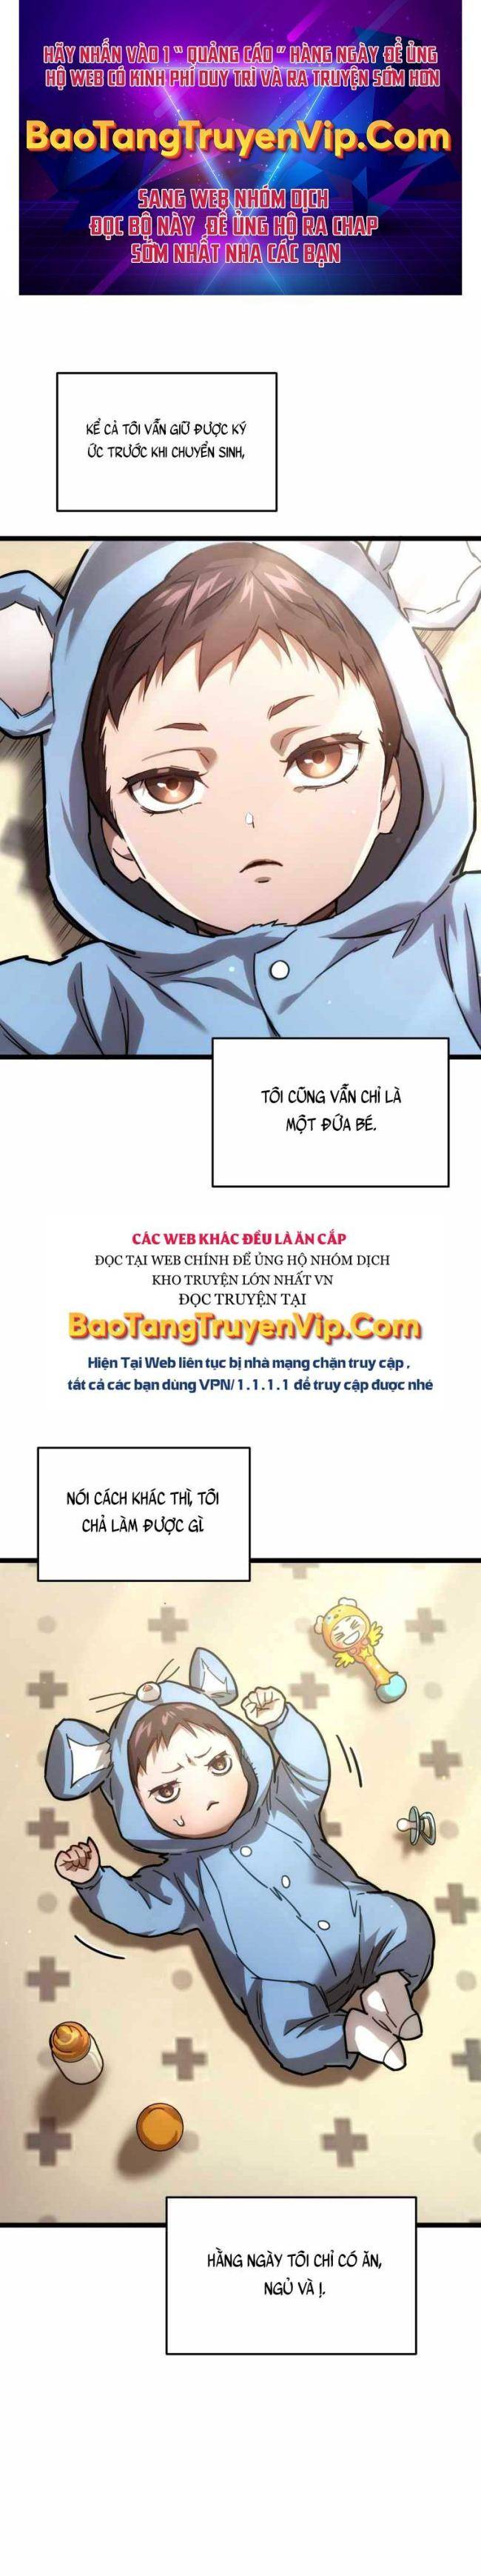 HÃY NHẤN VÀO 1 " QUẢNG CÁO " HÀNG NGÀY ĐỂ ỦNG
HỘ WEB CÓ KINH PHÍ DUY TRÌ VÀ RA TRUYỆN SỚM HƠN
BaoTangTruyenVip.Com
SANG WEB NHÓM DỊCH
ĐỌC BỘ NÀY ĐỂ ỦNG HỘ RA CHAP
SỚM NHẤT NHA CÁC BẠN
KỂ CẢ TÔI VẪN GIỮ ĐƯỢC KÝ
ỨC TRƯỚC KHI CHUYỂN SINH,
TÔI CŨNG VẪN CHỈ LÀ
MỘT ĐỨA BÉ.
CÁC WEB KHÁC ĐỀU LÀ ĂN CẮP
ĐỌC TẠI WEB CHÍNH ĐỂ ỦNG HỘ NHÓM DỊCH
KHO TRUYỆN LỚN NHẤT VN
ĐỌC TRUYỆN TẠI
BaoTangTruyenVip.Com
Hiện Tại Web liên tục bị nhà mạng chặn truy cập ,
tất cả các bạn dùng VPN/1.1.1.1 để truy cập được nhé
NÓI CÁCH KHÁC THÌ, TÔI
CHẢ LÀM ĐƯỢC GÌ
HẰNG NGÀY TÔI CHỈ CÓ ĂN,
NGỦ VÀ Ị.